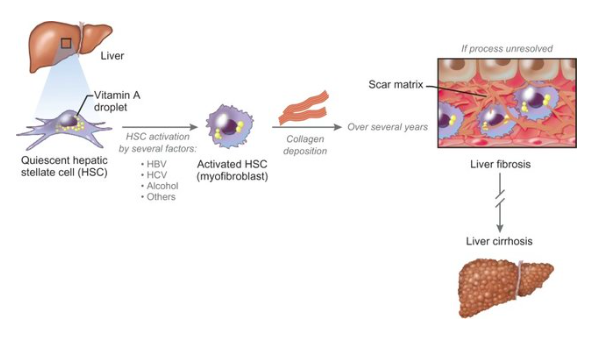 Liver
Vitamin A
droplet
Quiescent hepatic
stellate cell (HSC)
HSC activation
by several factors:
• HBV
• HCV
• Alcohol
• Others
Activated HSC
(myofibroblast)
Collagen
deposition
Over several years
If process unresolved
Scar matrix
Liver fibrosis
Liver cirrhosis